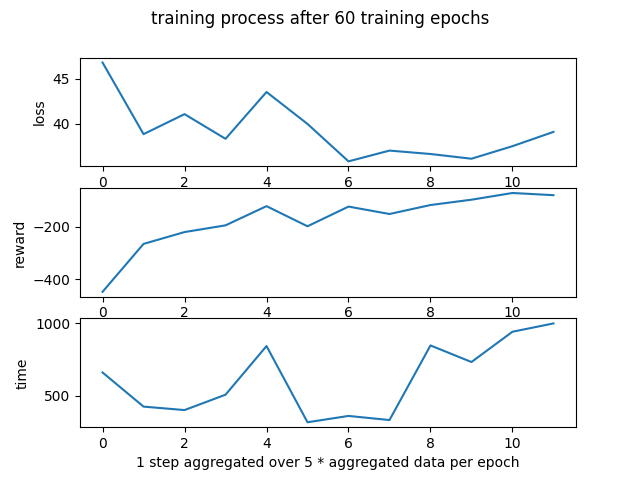 training process after 60 training epochs
45
40
loss
0 2 4 6 8 10
−200
−400
reward
0 2 4 6 8 10
1000
500
time
0 2 4 6 8 10
1 step aggregated over 5 * aggregated data per epoch